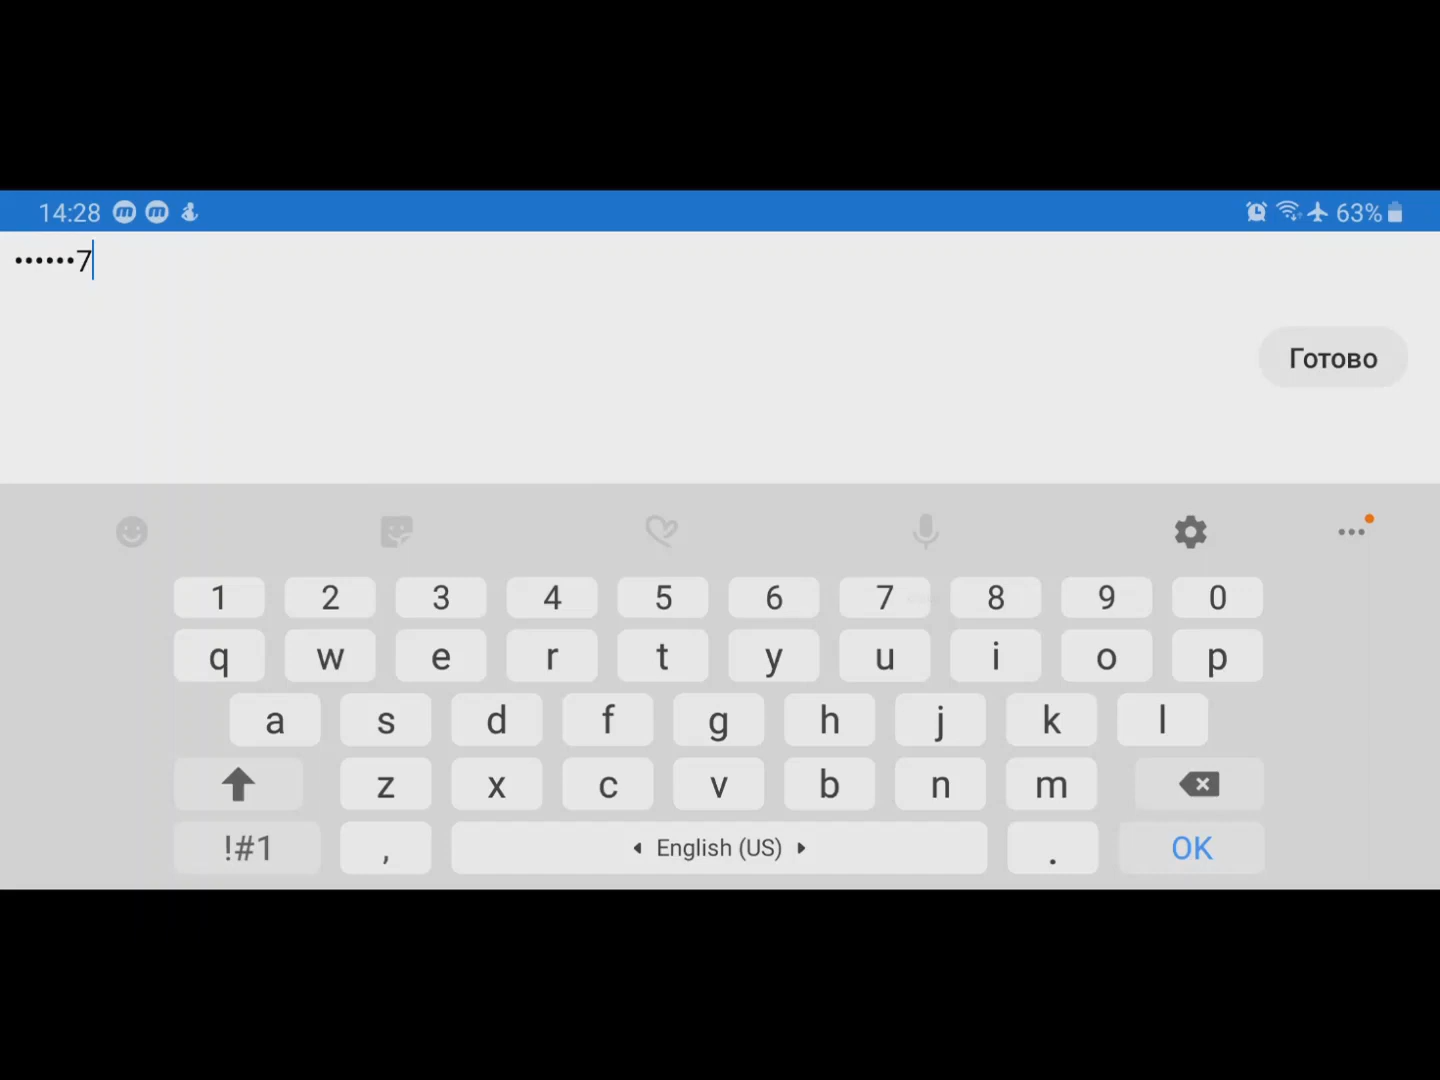 14:28 63%
••••••7
Готово
1 2 3 4 5 6 7 8 9 0
q w e r t y u i o p
a s d f g h j k l
z x c v b n m
!#1 , English (US) . OK